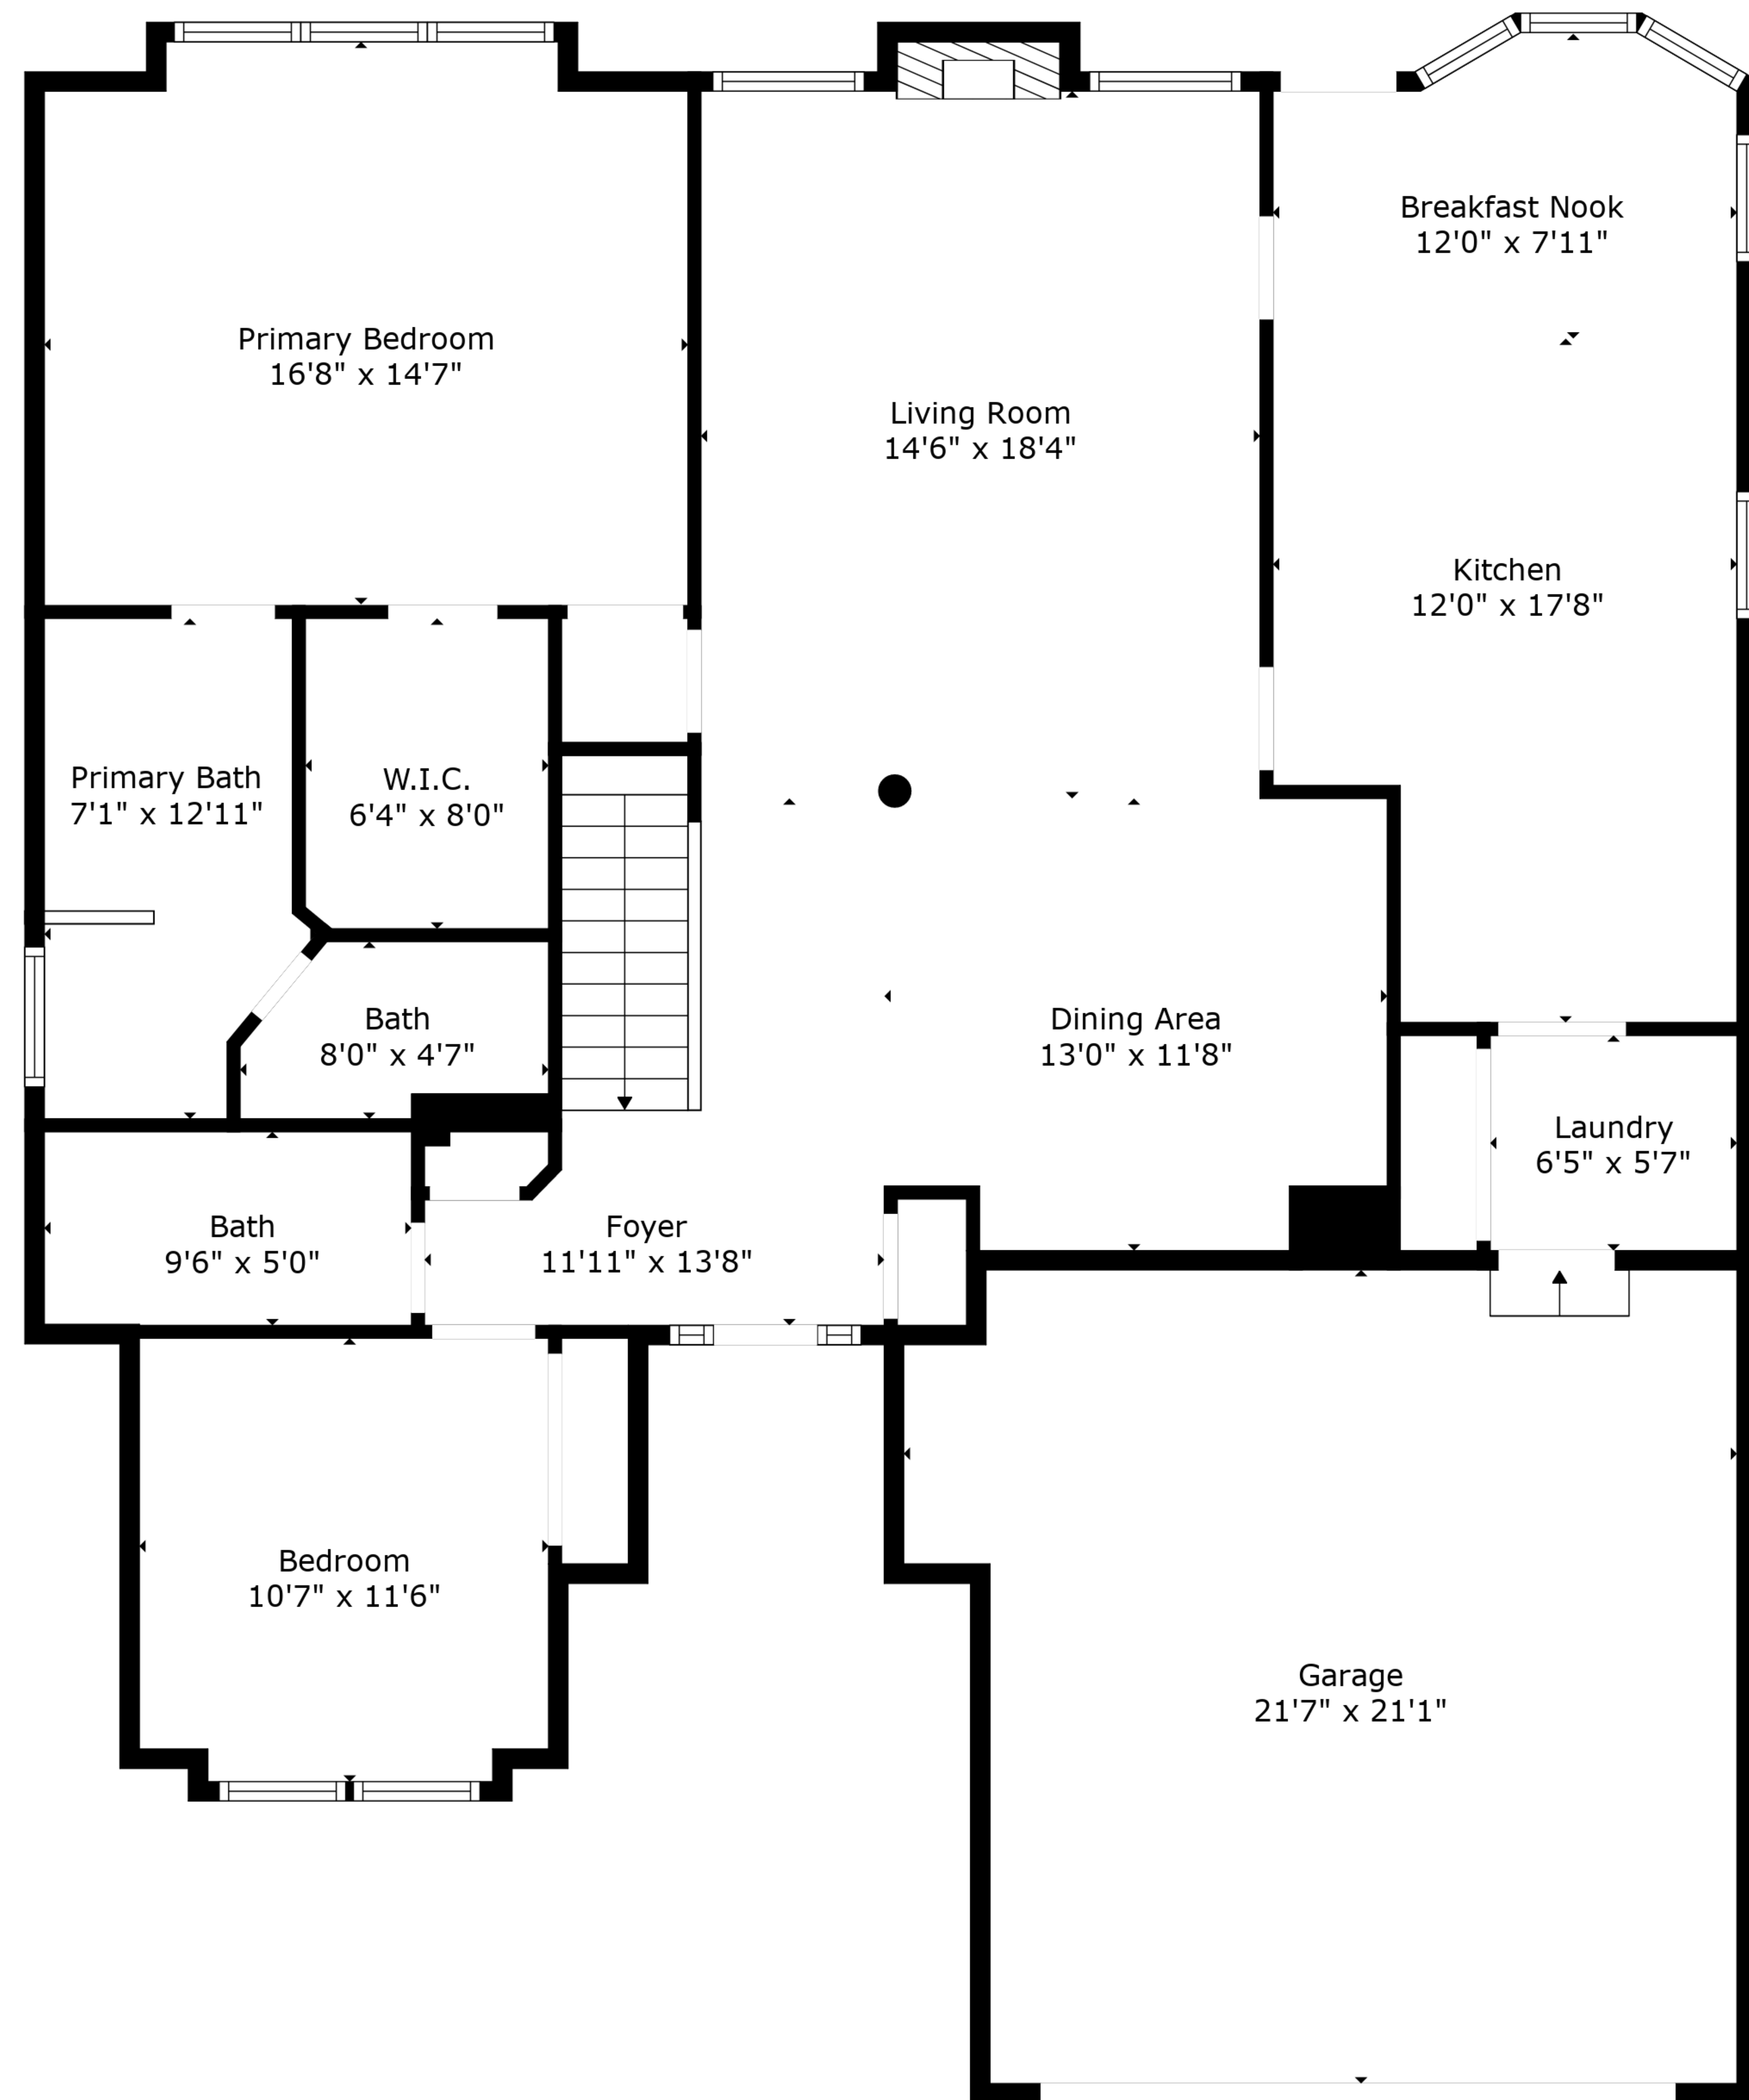 Breakfast Nook
12'0" x 7'11"
Primary Bedroom
16'8" x 14'7"
Living Room
14'6" x 18'4"
Kitchen
12'0" x 17'8"
Primary Bath
7'1" x 12'11"
W.I.C.
6'4" x 8'0"
Bath
8'0" x 4'7"
Dining Area
13'0" x 11'8"
Laundry
6'5" x 5'7"
Bath
9'6" x 5'0"
Foyer
11'11" x 13'8"
Bedroom
10'7" x 11'6"
Garage
21'7" x 21'1"